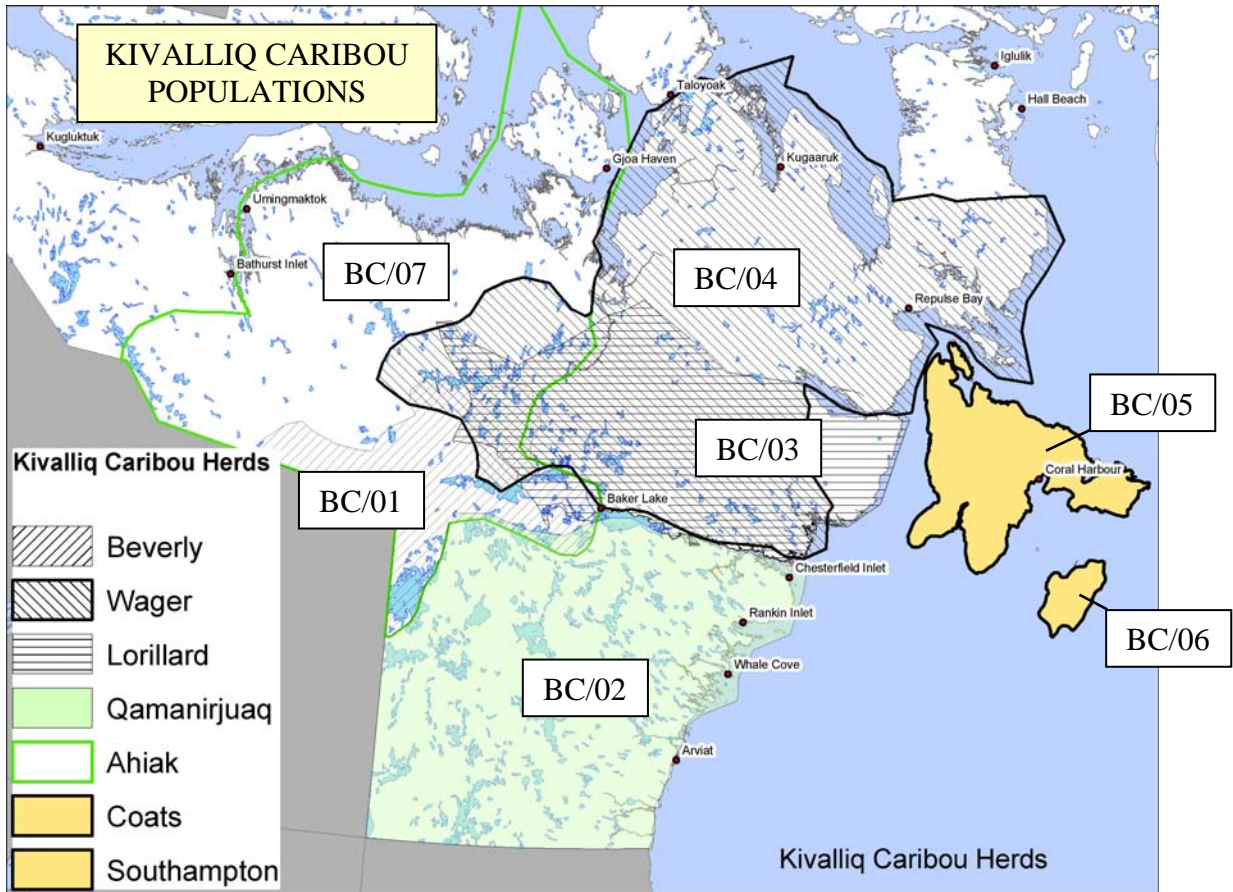 KIVALLIQ CARIBOU
POPULATIONS
Iglulik
Taloyoak
Hall Beach
Kugluktuk
Gjoa Haven
Kugaaruk
Umingmaktok
BC/07
Bathurst Inlet
BC/04
Repulse Bay
BC/05
BC/03
Kivalliq Caribou Herds
Coral Harbour
BC/01
Baker Lake
Beverly
Chesterfield Inlet
Wager
Rankin Inlet
BC/06
Lorillard
Whale Cove
BC/02
Qamanirjuaq
Arviat
Ahiak
Coats
Kivalliq Caribou Herds
Southampton